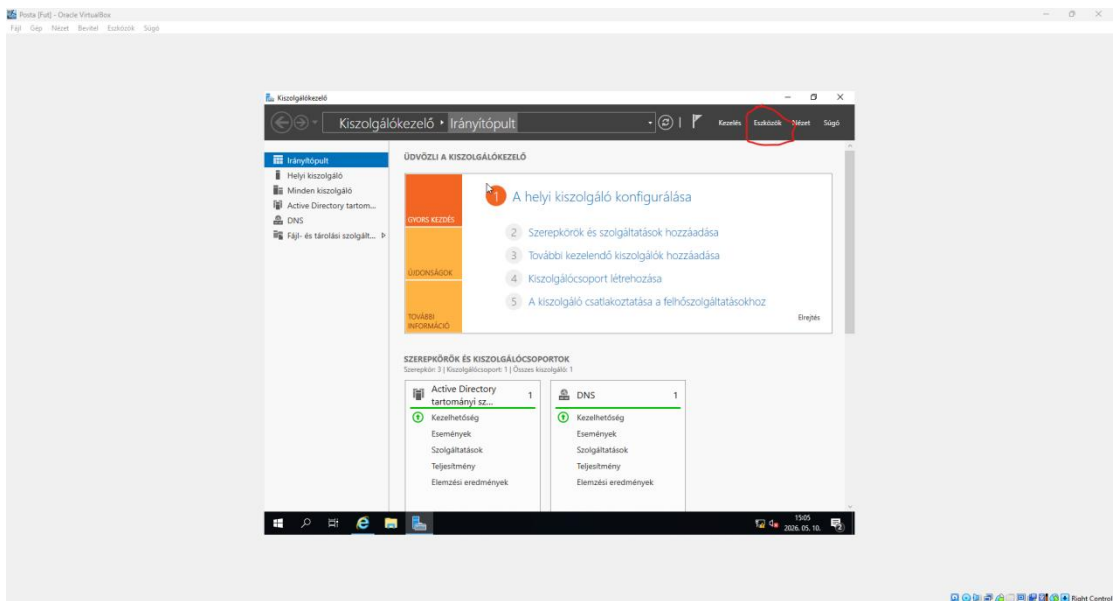 Posta [Fut] - Oracle VirtualBox
Fájl Gép Nézet Bevitel Eszközök Súgó
Kiszolgálókezelő
Kiszolgálókezelő • Irányítópult
Kezelés Eszközök Nézet Súgó
Irányítópult
Helyi kiszolgáló
Minden kiszolgáló
Active Directory tartom...
DNS
Fájl- és tárolási szolgált...
ÜDVÖZLI A KISZOLGÁLÓKEZELŐ
GYORS KEZDÉS
ÚJDONSÁGOK
TOVÁBBI
INFORMÁCIÓ
1 A helyi kiszolgáló konfigurálása
2 Szerepkörök és szolgáltatások hozzáadása
3 További kezelendő kiszolgálók hozzáadása
4 Kiszolgálócsoport létrehozása
5 A kiszolgáló csatlakoztatása a felhőszolgáltatásokhoz
Elrejtés
SZEREPKÖRÖK ÉS KISZOLGÁLÓCSOPORTOK
Szerepkör: 3 | Kiszolgálócsoport: 1 | Összes kiszolgáló: 1
Active Directory
tartományi sz... 1
Kezelhetőség
Események
Szolgáltatások
Teljesítmény
Elemzési eredmények
DNS 1
Kezelhetőség
Események
Szolgáltatások
Teljesítmény
Elemzési eredmények
15:05
2026. 05. 10.
2
Right Control